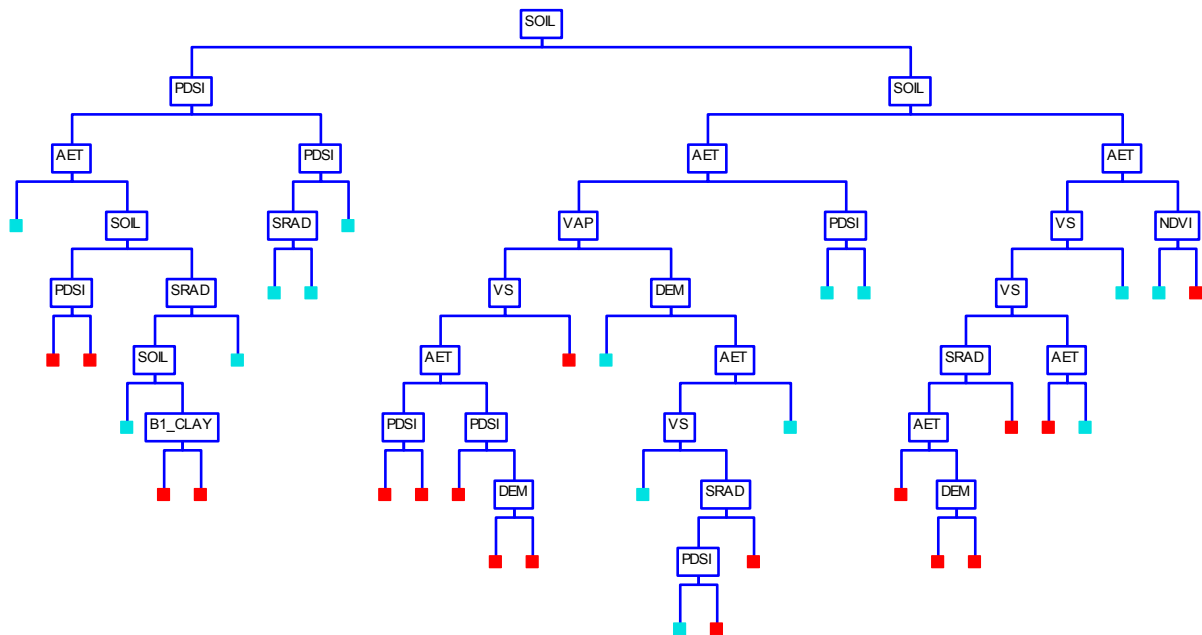 SOIL
PDSI SOIL
AET PDSI AET AET
SOIL SRAD VAP PDSI VS NDVI
PDSI SRAD VS DEM VS
SOIL AET AET SRAD AET
B1_CLAY PDSI PDSI VS AET
DEM SRAD DEM
PDSI